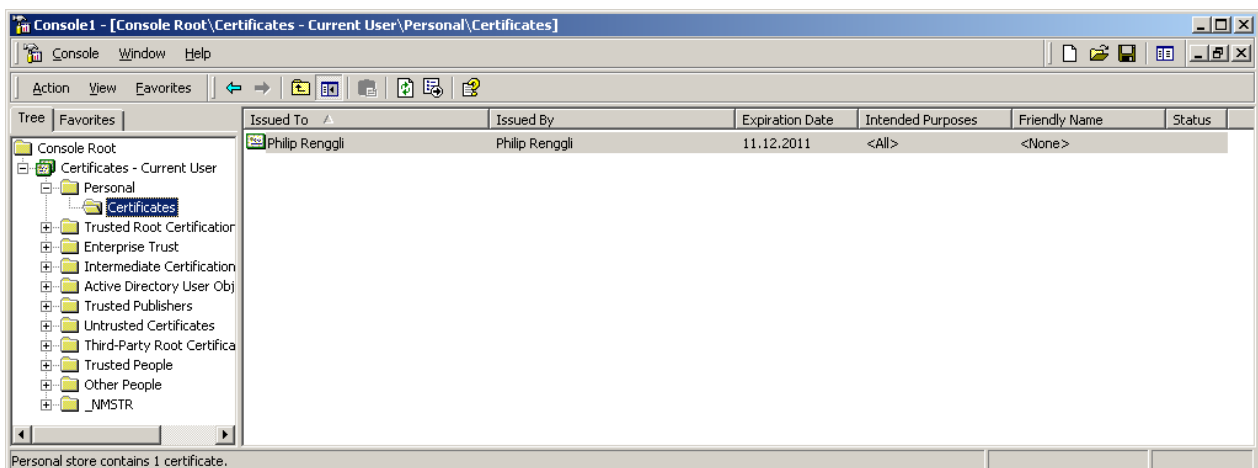 Console1 - [Console Root\Certificates - Current User\Personal\Certificates]
Console Window Help
Action View Favorites
Tree Favorites
Issued To Issued By Expiration Date Intended Purposes Friendly Name Status
Console Root
Certificates - Current User
Personal
Certificates
Trusted Root Certification
Enterprise Trust
Intermediate Certification
Active Directory User Obj
Trusted Publishers
Untrusted Certificates
Third-Party Root Certifica
Trusted People
Other People
_NMSTR
Philip Renggli Philip Renggli 11.12.2011 <All> <None>
Personal store contains 1 certificate.